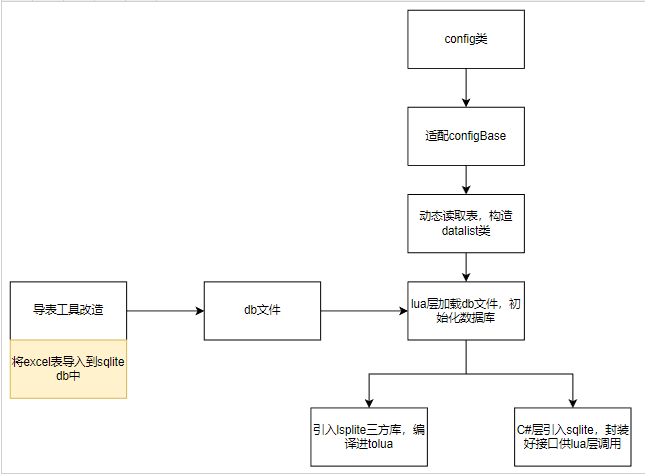 config类
适配configBase
动态读取表，构造
datalist类
导表工具改造
db文件
lua层加载db文件，初
始化数据库
将excel表导入到sqlite
db中
引入lsplite三方库，编
译进tolua
C#层引入sqlite，封装
好接口供lua层调用